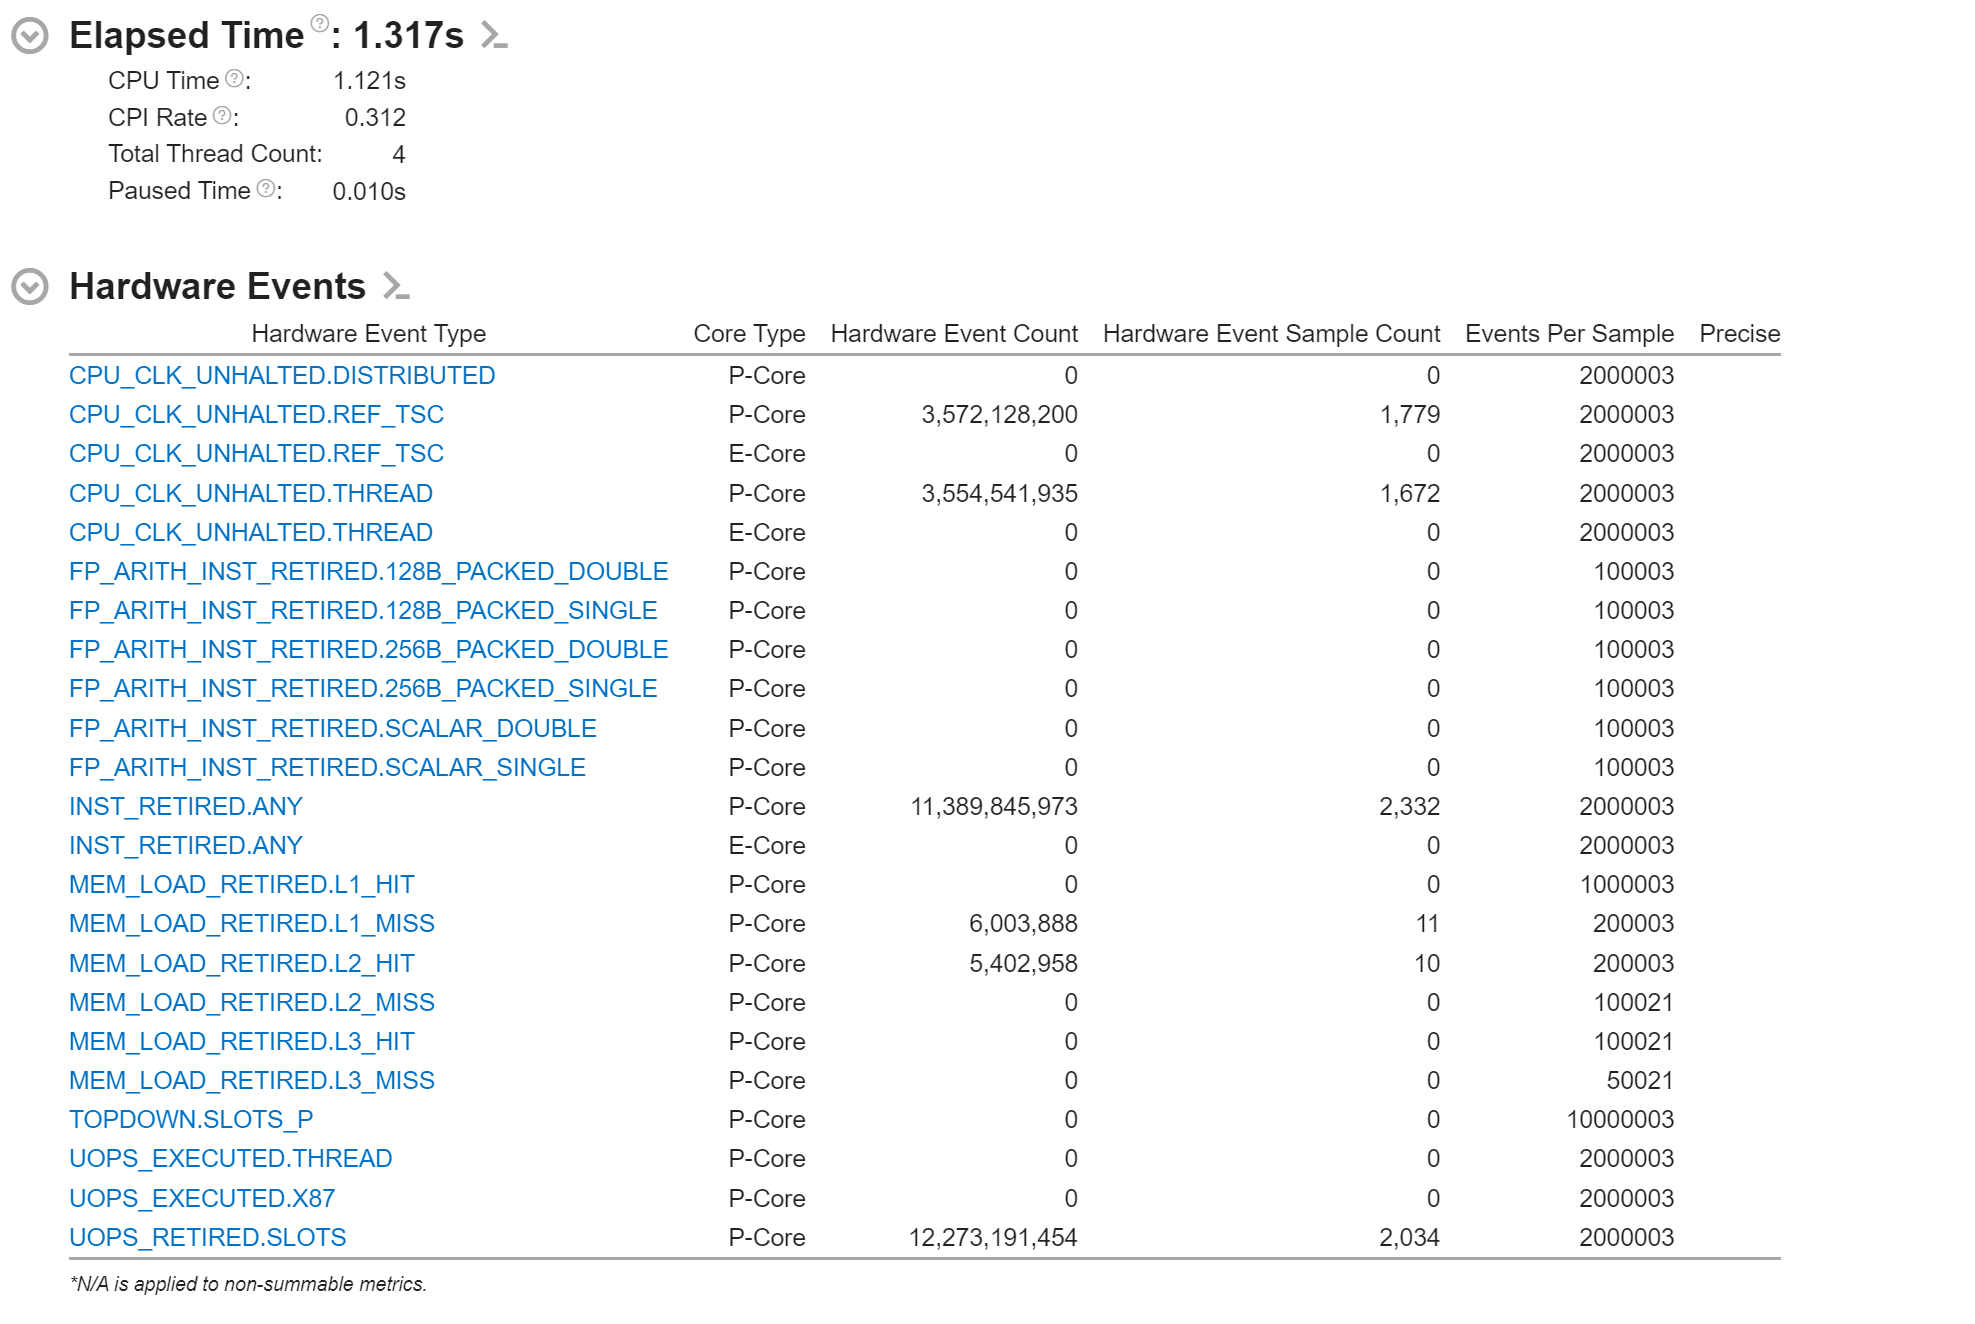 Elapsed Time ?: 1.317s
CPU Time ?: 1.121s
CPI Rate ?: 0.312
Total Thread Count: 4
Paused Time ?: 0.010s
Hardware Events
Hardware Event Type Core Type Hardware Event Count Hardware Event Sample Count Events Per Sample Precise
CPU_CLK_UNHALTED.DISTRIBUTED P-Core 0 0 2000003
CPU_CLK_UNHALTED.REF_TSC P-Core 3,572,128,200 1,779 2000003
CPU_CLK_UNHALTED.REF_TSC E-Core 0 0 2000003
CPU_CLK_UNHALTED.THREAD P-Core 3,554,541,935 1,672 2000003
CPU_CLK_UNHALTED.THREAD E-Core 0 0 2000003
FP_ARITH_INST_RETIRED.128B_PACKED_DOUBLE P-Core 0 0 100003
FP_ARITH_INST_RETIRED.128B_PACKED_SINGLE P-Core 0 0 100003
FP_ARITH_INST_RETIRED.256B_PACKED_DOUBLE P-Core 0 0 100003
FP_ARITH_INST_RETIRED.256B_PACKED_SINGLE P-Core 0 0 100003
FP_ARITH_INST_RETIRED.SCALAR_DOUBLE P-Core 0 0 100003
FP_ARITH_INST_RETIRED.SCALAR_SINGLE P-Core 0 0 100003
INST_RETIRED.ANY P-Core 11,389,845,973 2,332 2000003
INST_RETIRED.ANY E-Core 0 0 2000003
MEM_LOAD_RETIRED.L1_HIT P-Core 0 0 1000003
MEM_LOAD_RETIRED.L1_MISS P-Core 6,003,888 11 200003
MEM_LOAD_RETIRED.L2_HIT P-Core 5,402,958 10 200003
MEM_LOAD_RETIRED.L2_MISS P-Core 0 0 100021
MEM_LOAD_RETIRED.L3_HIT P-Core 0 0 100021
MEM_LOAD_RETIRED.L3_MISS P-Core 0 0 50021
TOPDOWN.SLOTS_P P-Core 0 0 10000003
UOPS_EXECUTED.THREAD P-Core 0 0 2000003
UOPS_EXECUTED.X87 P-Core 0 0 2000003
UOPS_RETIRED.SLOTS P-Core 12,273,191,454 2,034 2000003
*N/A is applied to non-summable metrics.